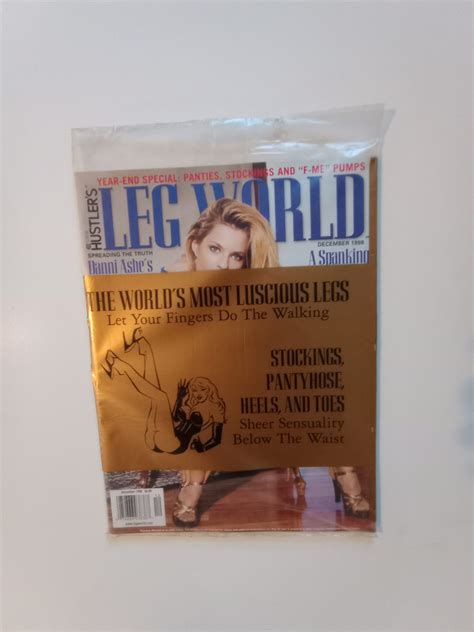 YEAR-END SPECIAL: PANTIES, STOCKINGS AND "F-ME" PUMPS
HUSTLER'S
LEG WORLD
SPREADING THE TRUTH
DECEMBER 1998
Danni Ashe's
A Spanking
THE WORLD'S MOST LUSCIOUS LEGS
Let Your Fingers Do The Walking
STOCKINGS,
PANTYHOSE,
HEELS, AND TOES
Sheer Sensuality
Below The Waist